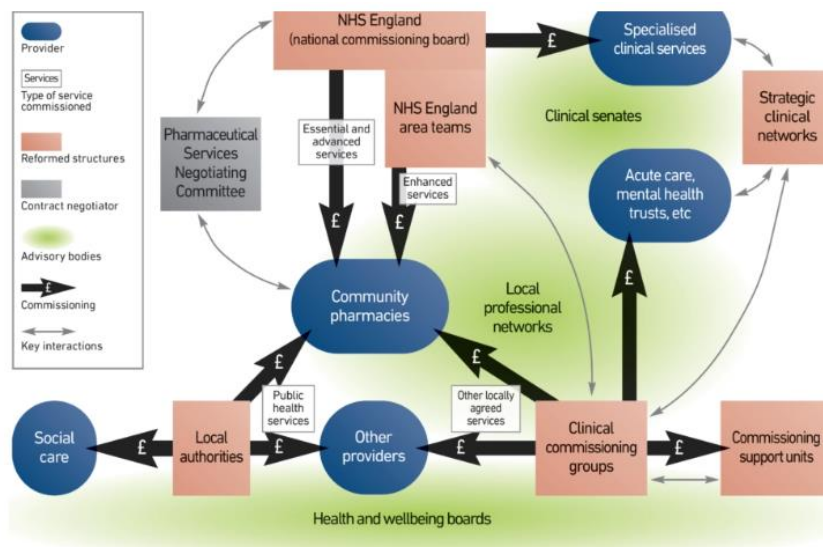 Provider
Services
Type of service
commissioned
Reformed structures
Contract negotiator
Advisory bodies
£
Commissioning
Key interactions
NHS England
(national commissioning board)
£
Specialised
clinical services
NHS England
area teams
Clinical senates
Strategic
clinical
networks
Pharmaceutical
Services
Negotiating
Committee
Essential and
advanced
services
Enhanced
services
£
£
Acute care,
mental health
trusts, etc
£
Community
pharmacies
Local
professional
networks
£
£
Public
health
services
Other locally
agreed
services
Social
care
£
Local
authorities
£
Other
providers
£
Clinical
commissioning
groups
£
Commissioning
support units
Health and wellbeing boards